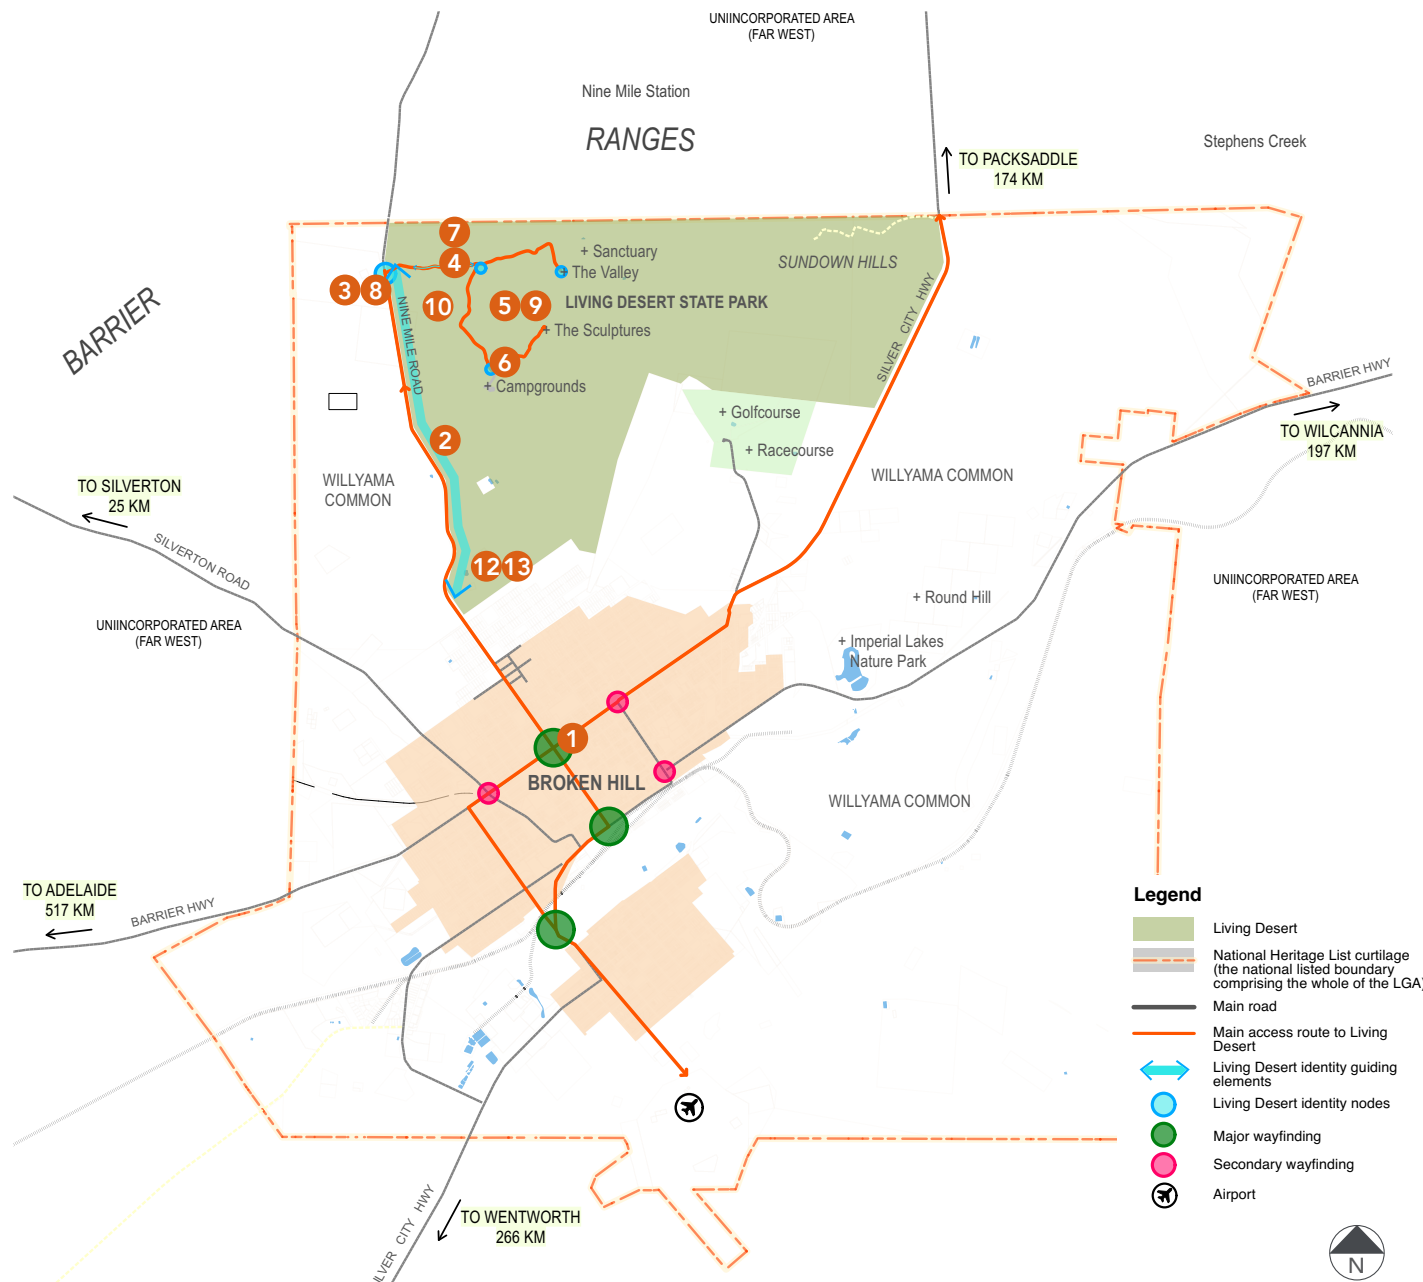 UNIINCORPORATED AREA
(FAR WEST)
Nine Mile Station
RANGES
Stephens Creek
TO PACKSADDLE
174 KM
7
+ Sanctuary
4
+ The Valley
SUNDOWN HILLS
3
8
10
5
9
LIVING DESERT STATE PARK
BARRIER
NINE MILE ROAD
SILVER CITY HWY
+ The Sculptures
6
+ Campgrounds
BARRIER HWY
+ Golfcourse
TO WILCANNIA
197 KM
2
+ Racecourse
WILLYAMA
COMMON
WILLYAMA COMMON
TO SILVERTON
25 KM
SILVERTON ROAD
12
13
UNIINCORPORATED AREA
(FAR WEST)
+ Round Hill
UNIINCORPORATED AREA
(FAR WEST)
+ Imperial Lakes
Nature Park
1
BROKEN HILL
WILLYAMA COMMON
TO ADELAIDE
517 KM
BARRIER HWY
Legend
Living Desert
National Heritage List curtilage
(the national listed boundary
comprising the whole of the LGA)
Main road
Main access route to Living
Desert
Living Desert identity guiding
elements
Living Desert identity nodes
Major wayfinding
Secondary wayfinding
Airport
TO WENTWORTH
266 KM
ILVER CITY HWY
N